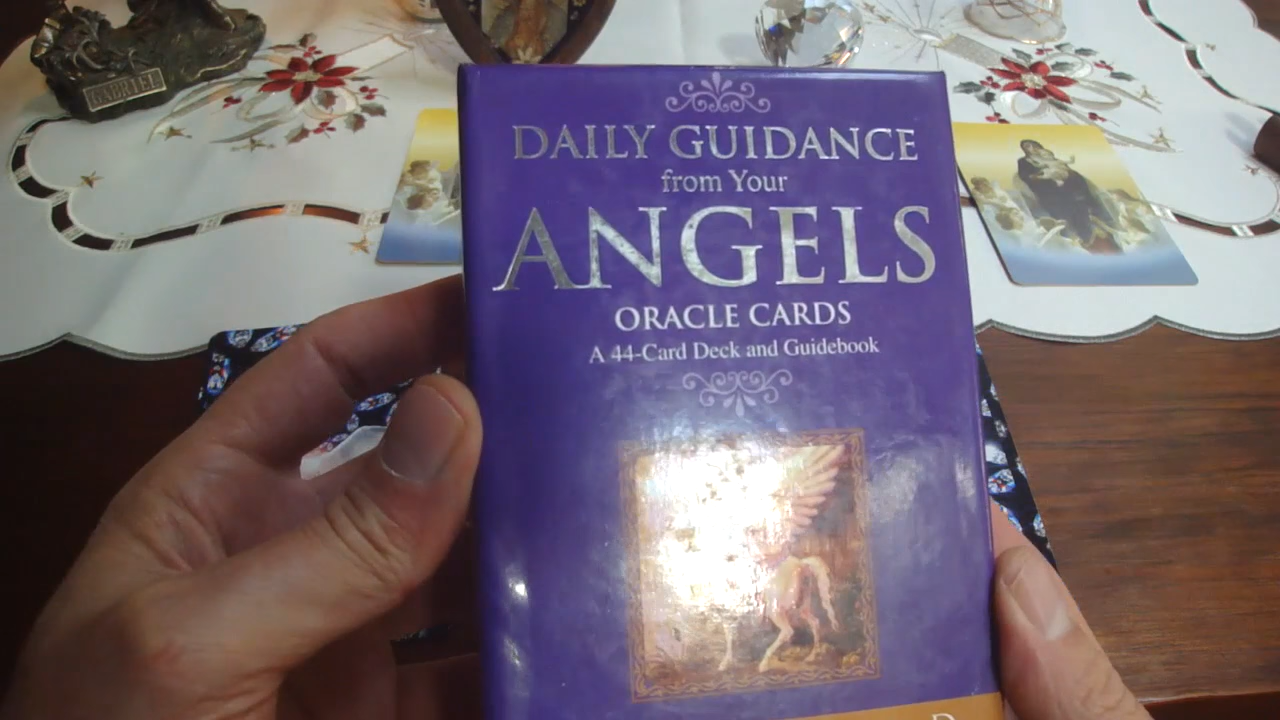 GABRIEL
DAILY GUIDANCE
from Your
ANGELS
ORACLE CARDS
A 44-Card Deck and Guidebook